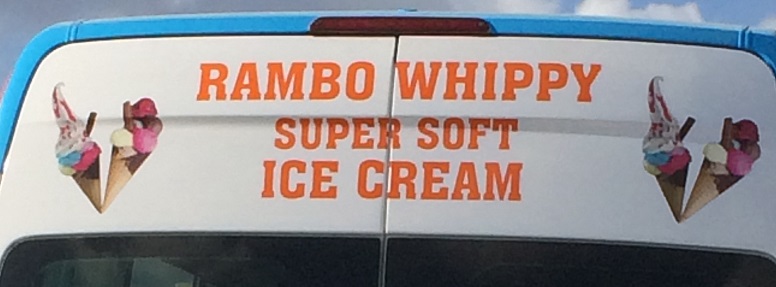 RAMBO WHIPPY
SUPER SOFT
ICE CREAM